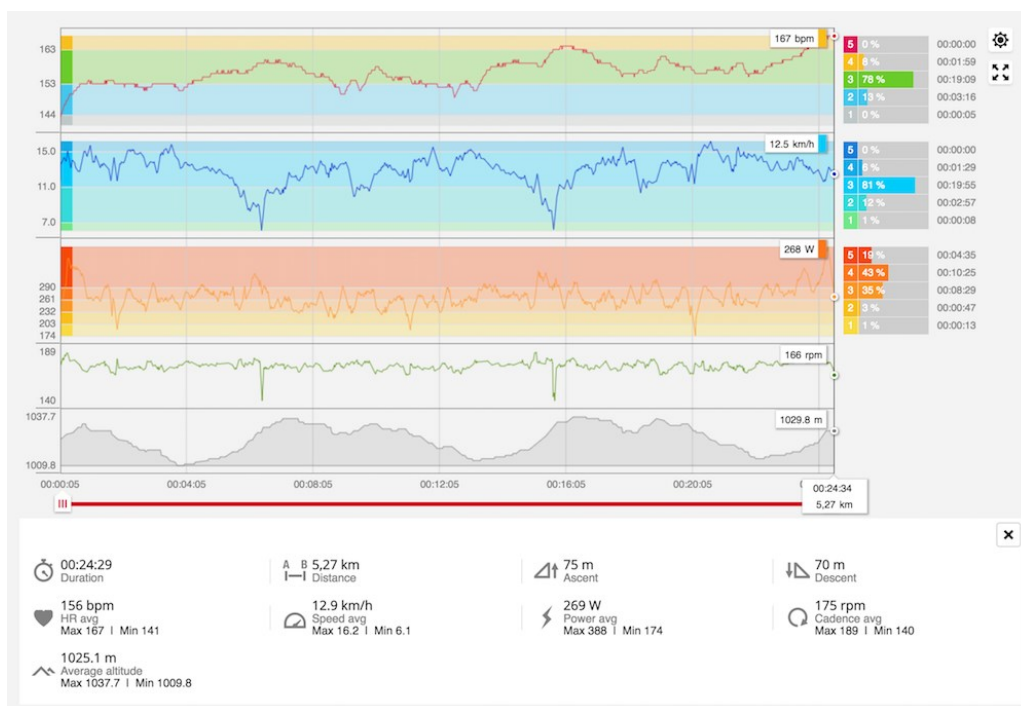 163
153
144
167 bpm
5 0 % 00:00:00
4 8 % 00:01:59
3 78 % 00:19:09
2 13 % 00:03:16
1 0 % 00:00:05
15.0
11.0
7.0
12.5 km/h
5 0 % 00:00:00
4 6 % 00:01:29
3 81 % 00:19:55
2 12 % 00:02:57
1 1 % 00:00:08
290
261
232
203
174
268 W
5 19 % 00:04:35
4 43 % 00:10:25
3 35 % 00:08:29
2 3 % 00:00:47
1 1 % 00:00:13
189
140
166 rpm
1037.7
1009.8
1029.8 m
00:00:05 00:04:05 00:08:05 00:12:05 00:16:05 00:20:05
00:24:34
5,27 km
00:24:29
Duration
A B 5,27 km
Distance
75 m
Ascent
70 m
Descent
156 bpm
HR avg
Max 167 | Min 141
12.9 km/h
Speed avg
Max 16.2 | Min 6.1
269 W
Power avg
Max 388 | Min 174
175 rpm
Cadence avg
Max 189 | Min 140
1025.1 m
Average altitude
Max 1037.7 | Min 1009.8